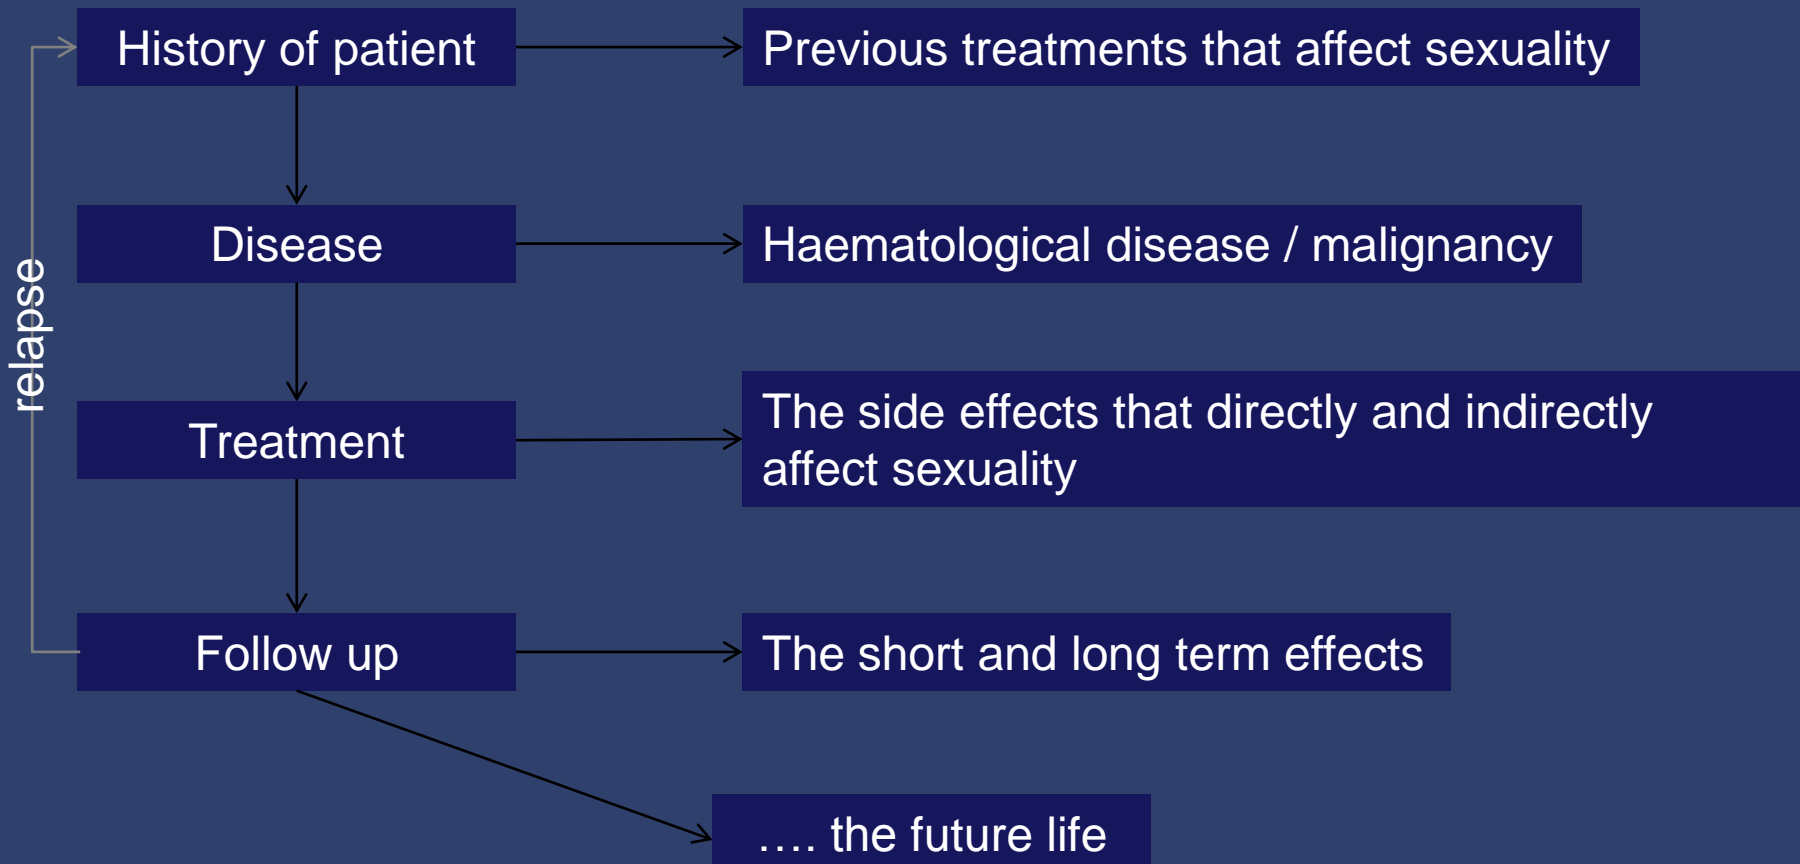 History of patient
Previous treatments that affect sexuality
Disease
Haematological disease / malignancy
relapse
Treatment
The side effects that directly and indirectly
affect sexuality
Follow up
The short and long term effects
.... the future life